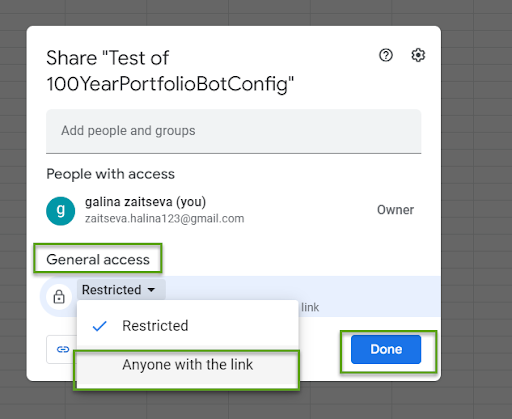 Share "Test of
100YearPortfolioBotConfig"
Add people and groups
People with access
g
galina zaitseva (you)
zaitseva.halina123@gmail.com
Owner
General access
Restricted
link
Restricted
Anyone with the link
Done